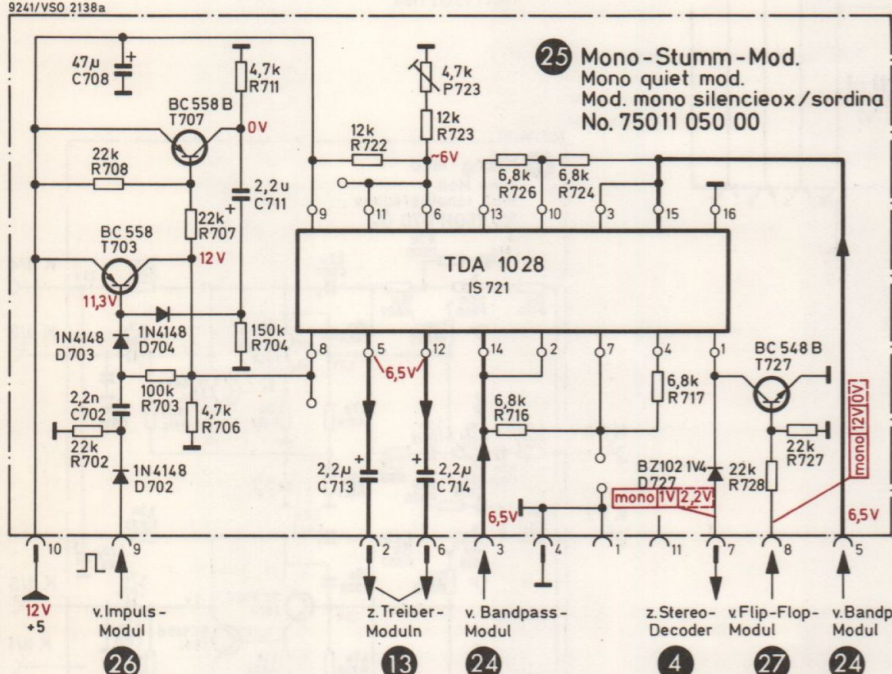 9241/VSO 2138a
25 Mono-Stumm-Mod.
Mono quiet mod.
Mod. mono silencieox/sordina
No. 75011 050 00
47µ
C708
+
4,7k
R711
4,7k
P723
BC 558 B
T707
0V
12k
R722
12k
R723
~6V
22k
R708
2,2u
C711
+
6,8k
R726
6,8k
R724
9 11 6 13 10 3 15 16
22k
R707
BC 558
T703
12V
11,3V
TDA 1028
IS 721
1N4148
D703
1N4148
D704
150k
R704
8 5 12 14 2 7 4 1
6,5V
BC 548 B
T727
100k
R703
2,2n
C702
4,7k
R706
6,8k
R716
6,8k
R717
22k
R702
1N4148
D702
2,2µ
C713
+
2,2µ
C714
+
BZ102 1V4
D727
22k
R728
22k
R727
mono 12V 0V
mono 1V 2,2V
6,5V
6,5V
10 9 2 6 3 4 1 11 7 8 5
12V
+5
v. Impuls-
Modul
26
z. Treiber-
Moduln
13
v. Bandpass-
Modul
24
z. Stereo-
Decoder
4
v. Flip-Flop-
Modul
27
v. Bandp
Modul
24